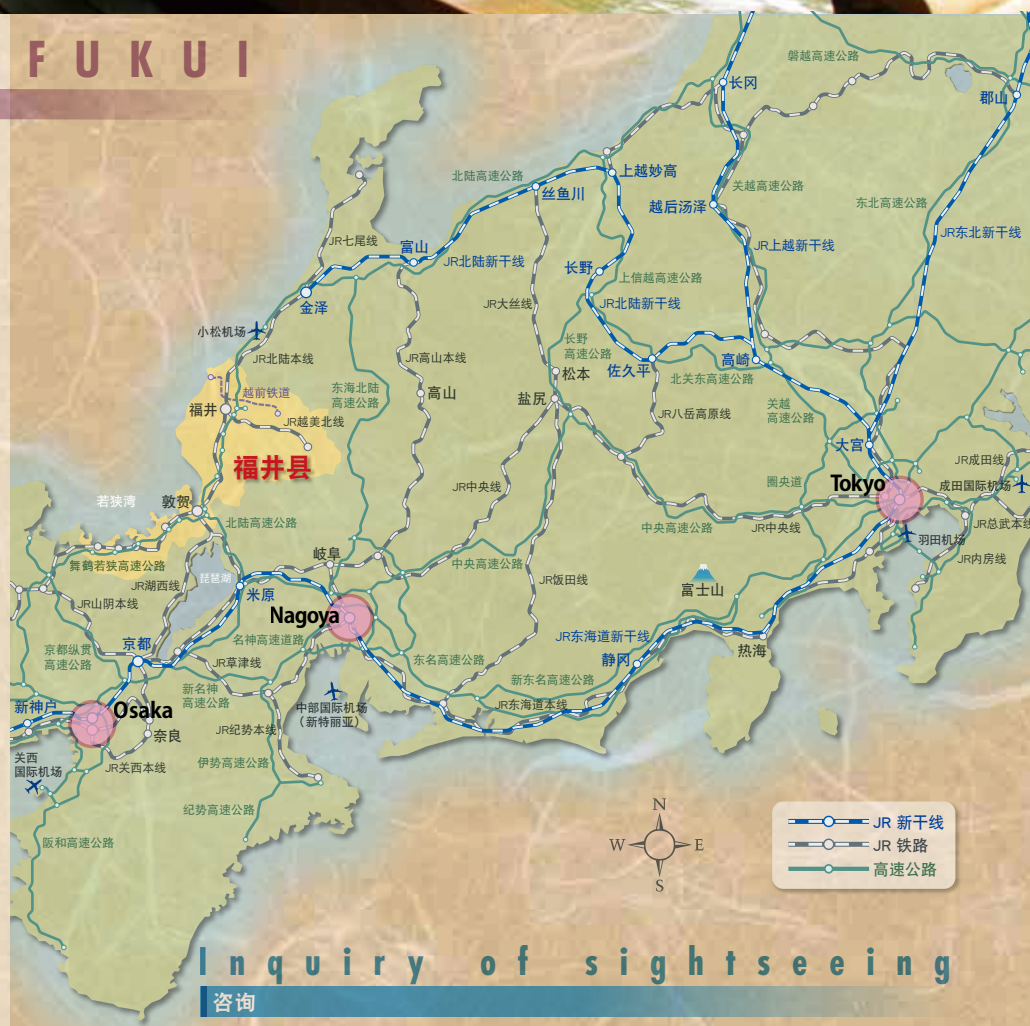 FUKUI
磐越高速公路
长冈
郡山
北陆高速公路
上越妙高
丝鱼川
关越高速公路
越后汤泽
东北高速公路
JR东北新干线
JR七尾线
富山
JR北陆新干线
JR上越新干线
长野
上信越高速公路
金泽
JR大丝线
JR北陆新干线
小松机场
长野
高速公路
JR北陆本线
JR高山本线
松本
佐久平
高崎
北关东高速公路
越前铁道
东海北陆
高速公路
高山
盐尻
福井
JR越美北线
JR八岳高原线
关越
高速公路
大宫
福井县
JR成田线
Tokyo
成田国际机场
圈央道
若狭湾
敦贺
JR中央线
北陆高速公路
中央高速公路
JR中央线
JR总武本线
羽田机场
JR内房线
岐阜
中央高速公路
舞鹤若狭高速公路
琵琶湖
JR湖西线
米原
JR饭田线
富士山
JR山阴本线
Nagoya
京都
名神高速道路
JR东海道新干线
热海
京都纵贯
高速公路
JR草津线
东名高速公路
静冈
新名神
高速公路
新东名高速公路
JR东海道本线
新神户
Osaka
中部国际机场
（新特丽亚）
奈良
JR纪势本线
关西
国际机场
JR关西本线
伊势高速公路
纪势高速公路
阪和高速公路
N
W
E
S
JR 新干线
JR 铁路
高速公路
Inquiry of sightseeing
咨询